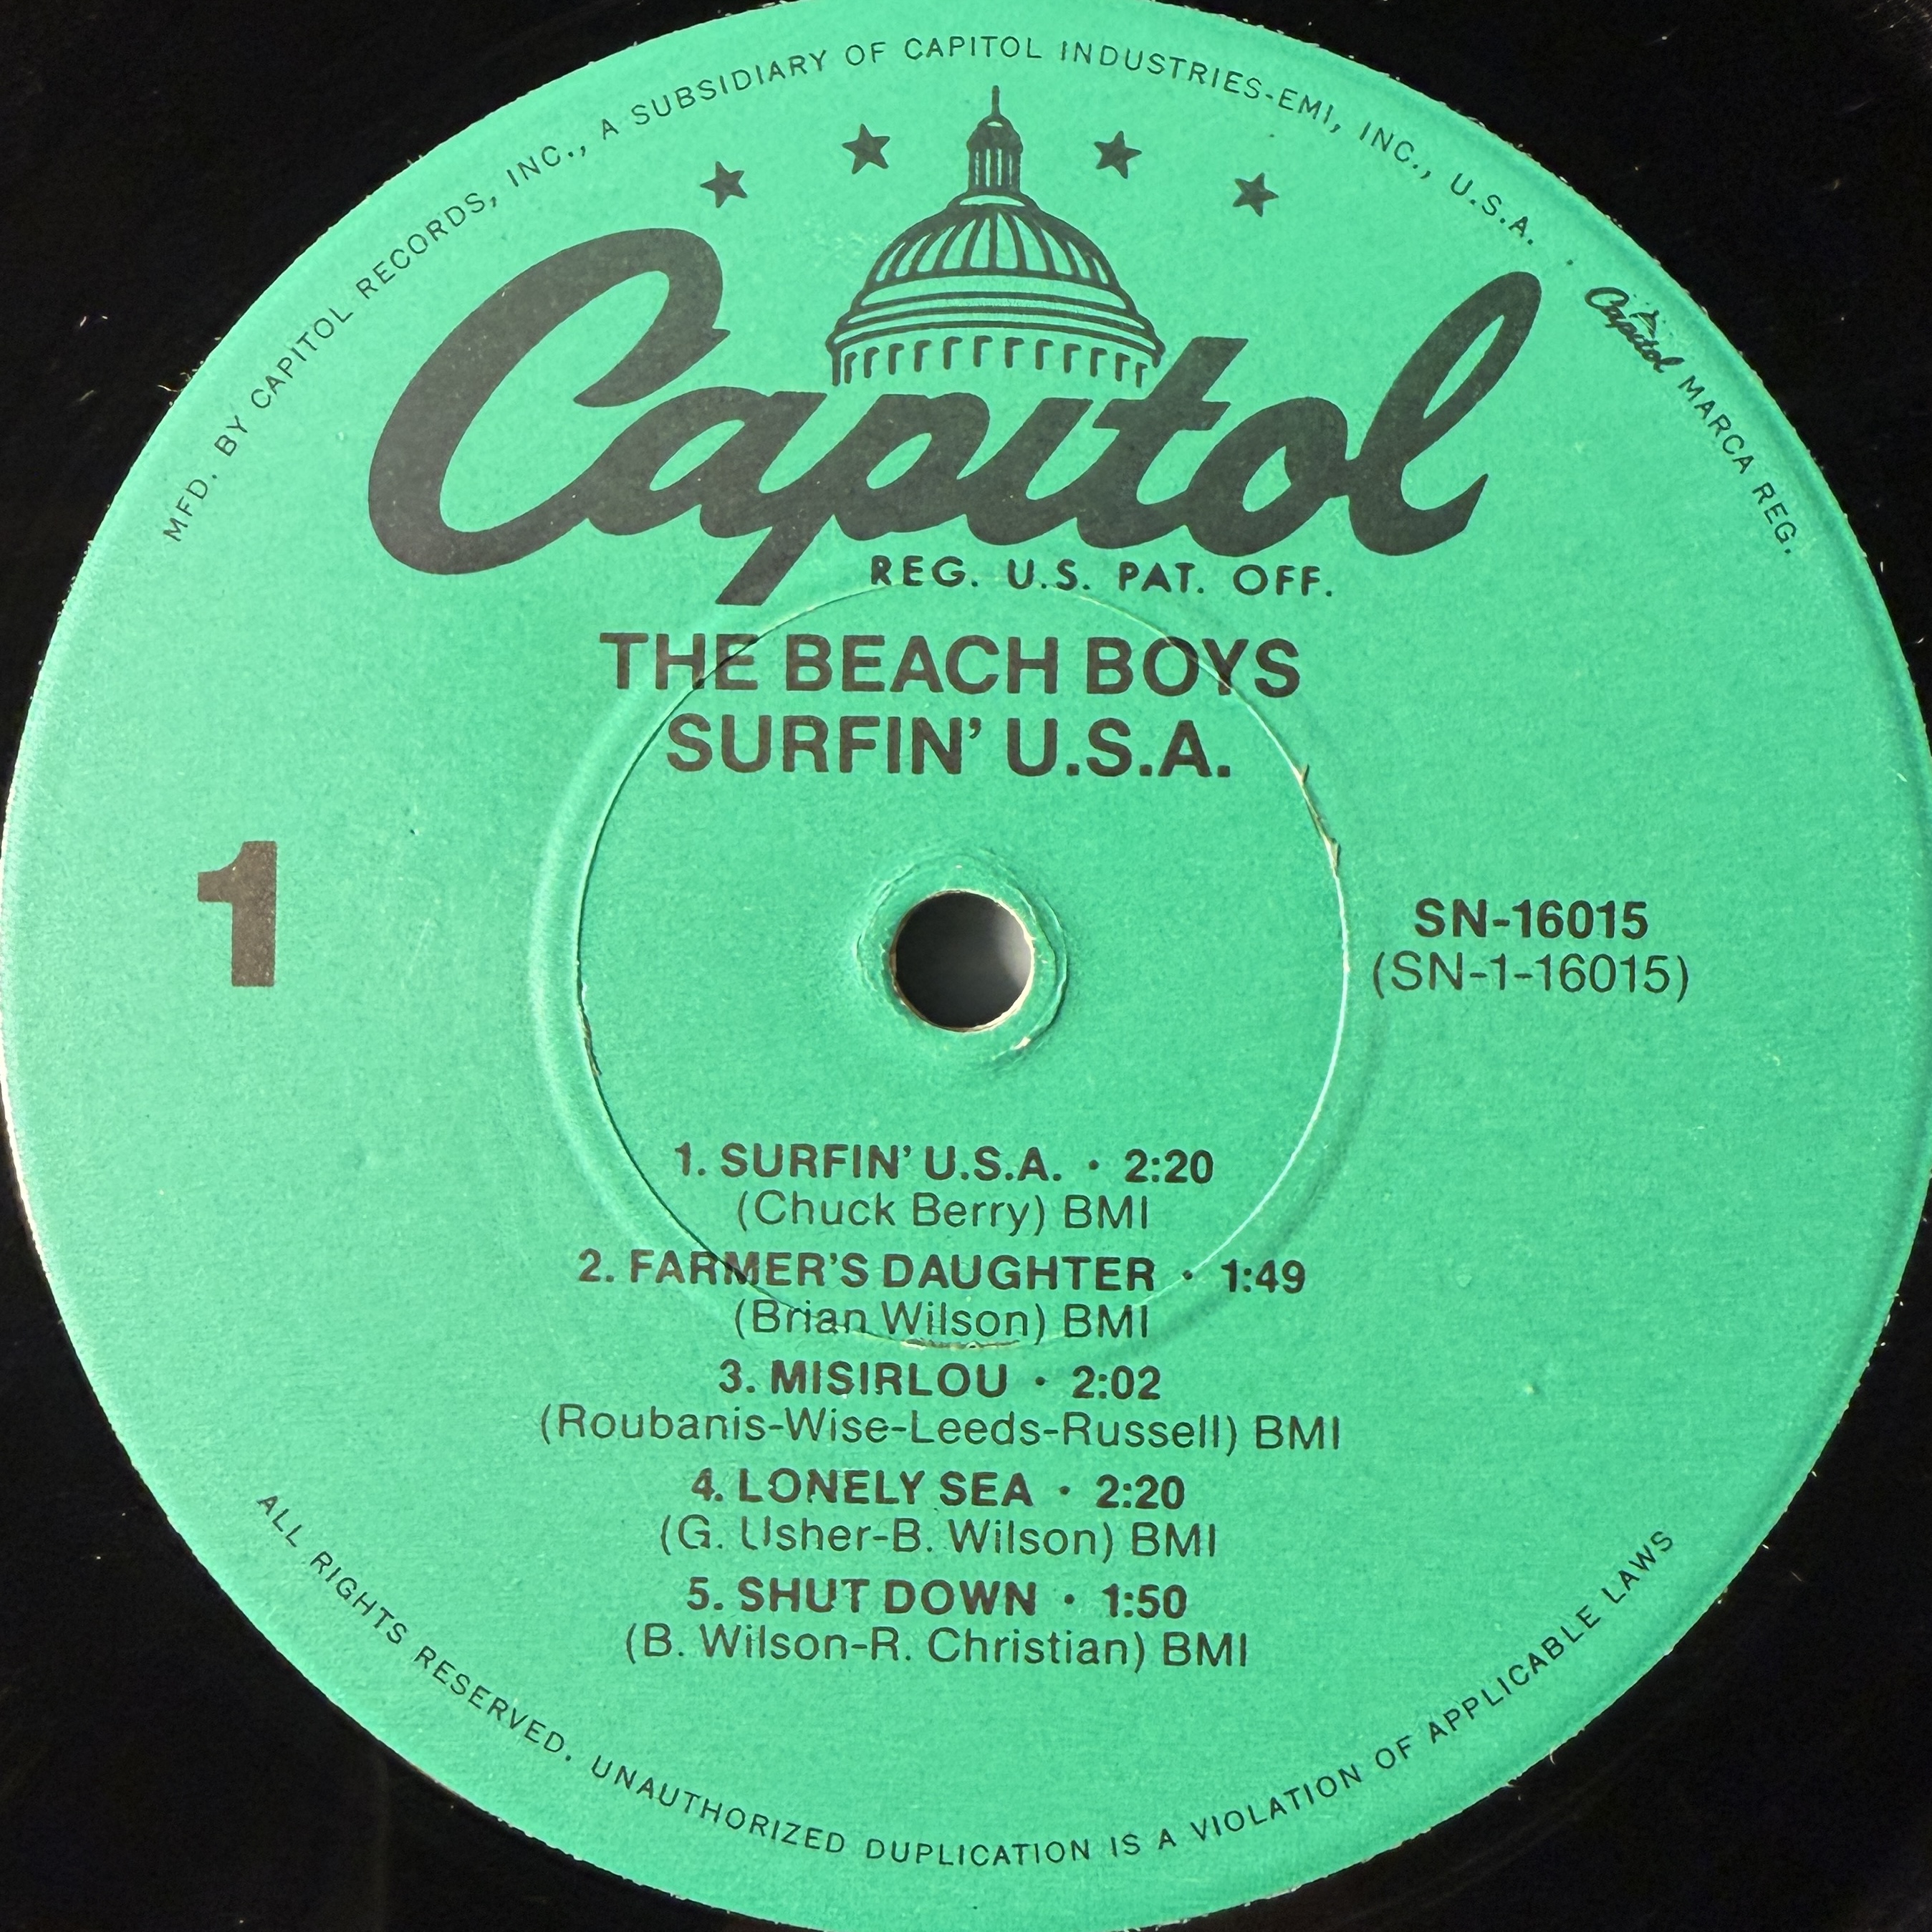 MFD. BY CAPITOL RECORDS, INC., A SUBSIDIARY OF CAPITOL INDUSTRIES-EMI, INC., U.S.A. · Capitol MARCA REG.
Capitol
REG. U.S. PAT. OFF.
THE BEACH BOYS
SURFIN' U.S.A.
1
SN-16015
(SN-1-16015)
1. SURFIN' U.S.A. · 2:20
(Chuck Berry) BMI
2. FARMER'S DAUGHTER · 1:49
(Brian Wilson) BMI
3. MISIRLOU · 2:02
(Roubanis-Wise-Leeds-Russell) BMI
4. LONELY SEA · 2:20
(G. Usher-B. Wilson) BMI
5. SHUT DOWN · 1:50
(B. Wilson-R. Christian) BMI
ALL RIGHTS RESERVED. UNAUTHORIZED DUPLICATION IS A VIOLATION OF APPLICABLE LAWS